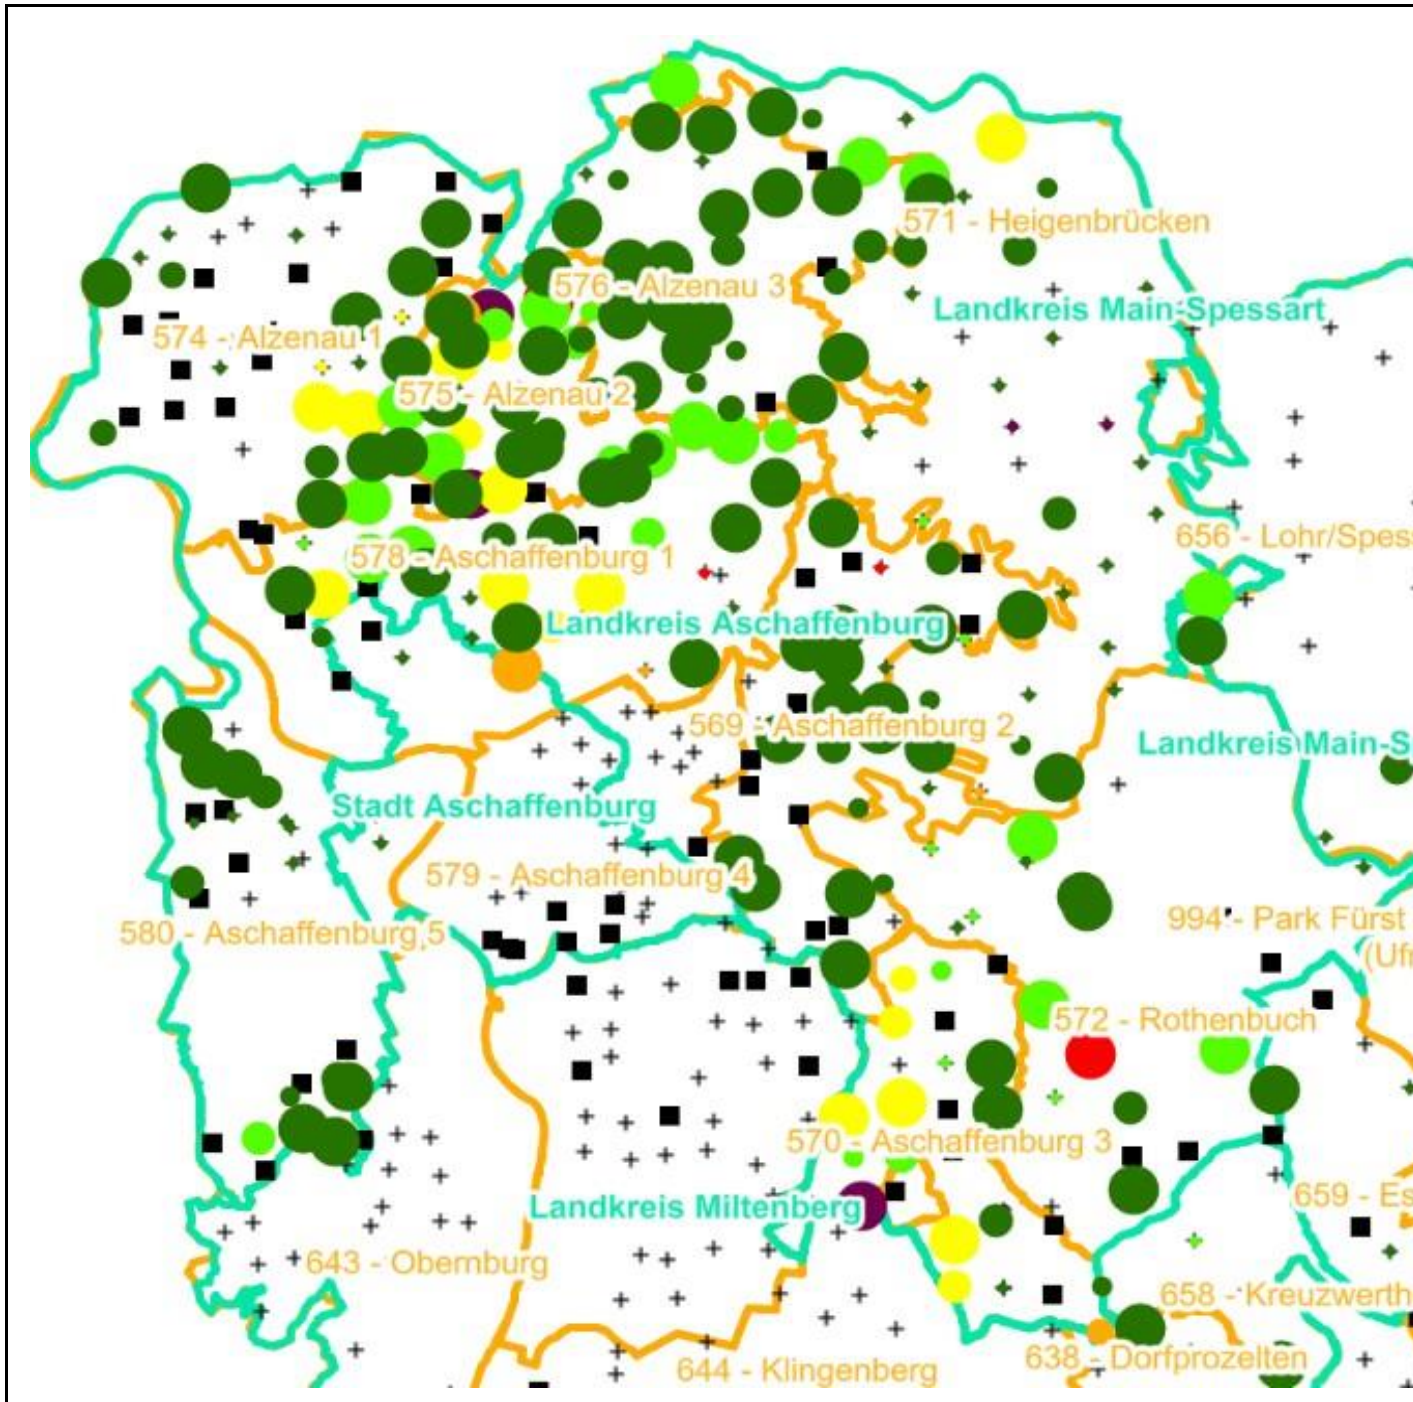 571 - Heigenbrücken
576 - Alzenau 3
Landkreis Main-Spessart
574 - Alzenau 1
575 - Alzenau 2
656 - Lohr/Spess
578 - Aschaffenburg 1
Landkreis Aschaffenburg
569 - Aschaffenburg 2
Landkreis Main-S
Stadt Aschaffenburg
579 - Aschaffenburg 4
994 - Park Fürst
580 - Aschaffenburg 5
(Ufr
572 - Rothenbuch
570 - Aschaffenburg 3
659 - Es
Landkreis Miltenberg
643 - Obernburg
658 - Kreuzwerth
638 - Dorfprozelten
644 - Klingenberg